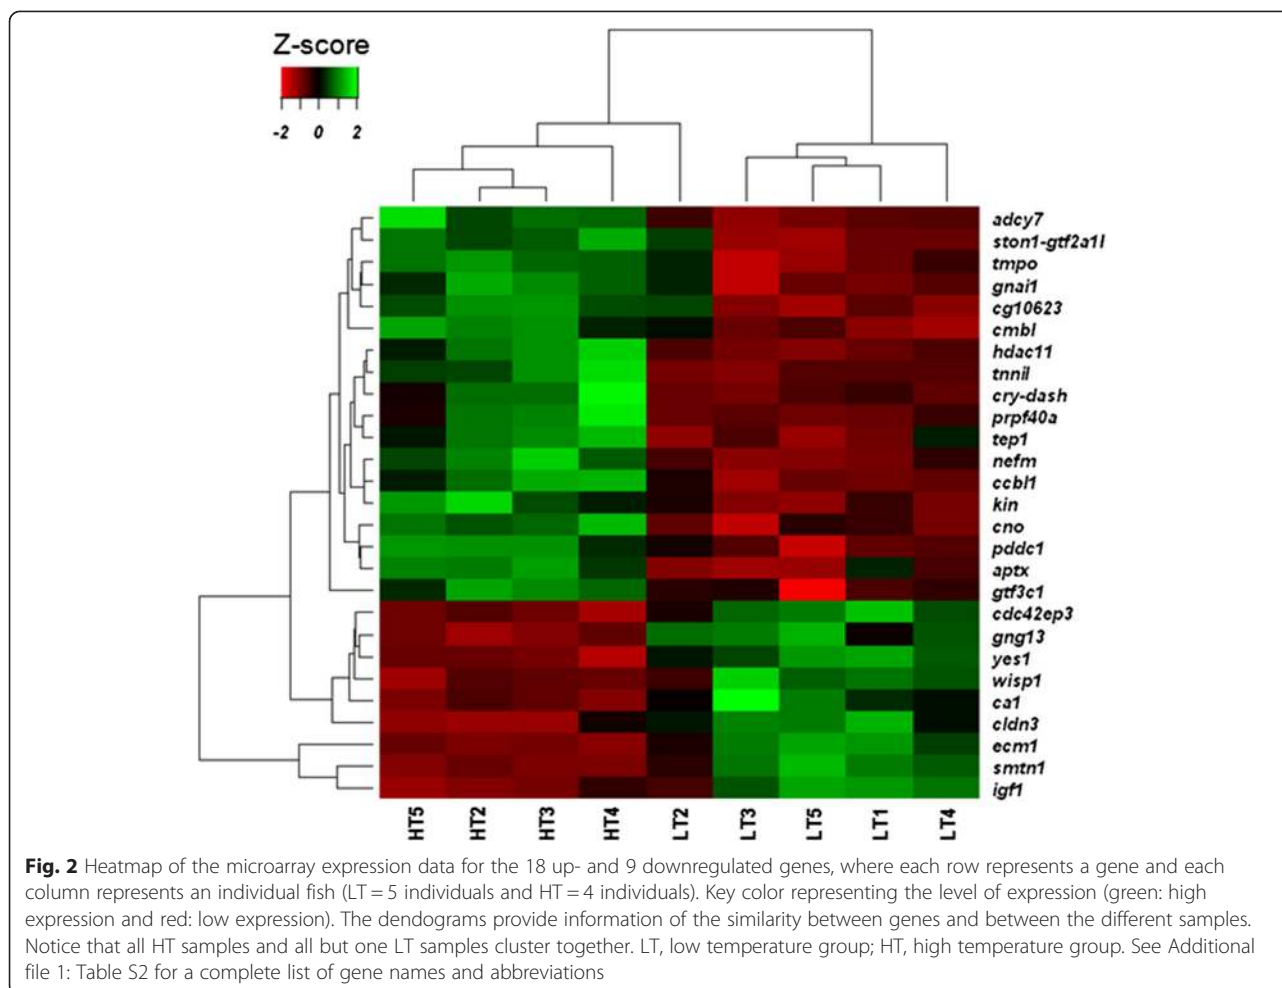 Z-score
-2 0 2
adcy7
ston1-gtf2a1l
tmpo
gnai1
cg10623
cmbl
hdac11
tnnil
cry-dash
prpf40a
tep1
nefm
ccbl1
kin
cno
pddc1
aptx
gtf3c1
cdc42ep3
gng13
yes1
wisp1
ca1
cldn3
ecm1
smtn1
igf1
HT5 HT2 HT3 HT4 LT2 LT3 LT5 LT1 LT4
Fig. 2 Heatmap of the microarray expression data for the 18 up- and 9 downregulated genes, where each row represents a gene and each
column represents an individual fish (LT = 5 individuals and HT = 4 individuals). Key color representing the level of expression (green: high
expression and red: low expression). The dendograms provide information of the similarity between genes and between the different samples.
Notice that all HT samples and all but one LT samples cluster together. LT, low temperature group; HT, high temperature group. See Additional
file 1: Table S2 for a complete list of gene names and abbreviations